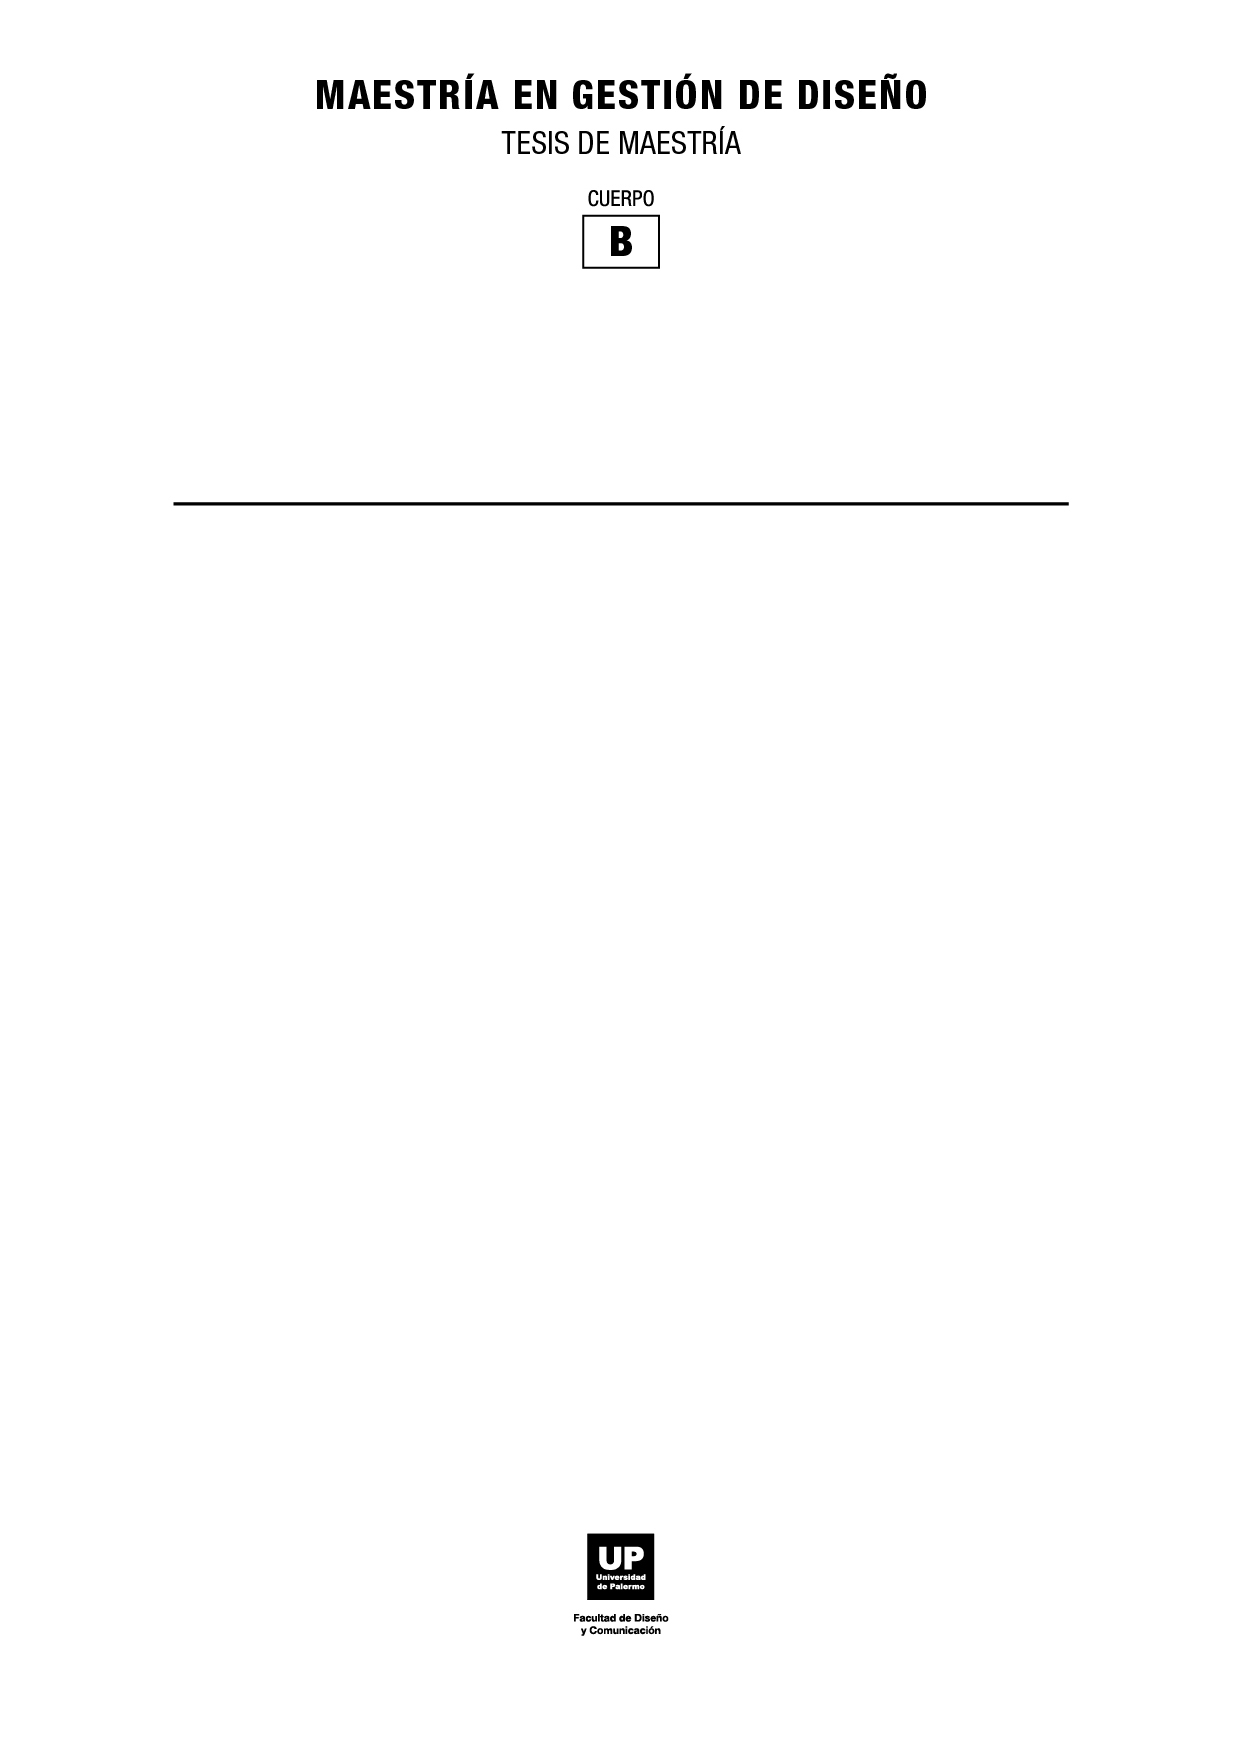 MAESTRÍA EN GESTIÓN DE DISEÑO
TESIS DE MAESTRÍA
CUERPO
B
UP
Universidad
de Palermo
Facultad de Diseño
y Comunicación